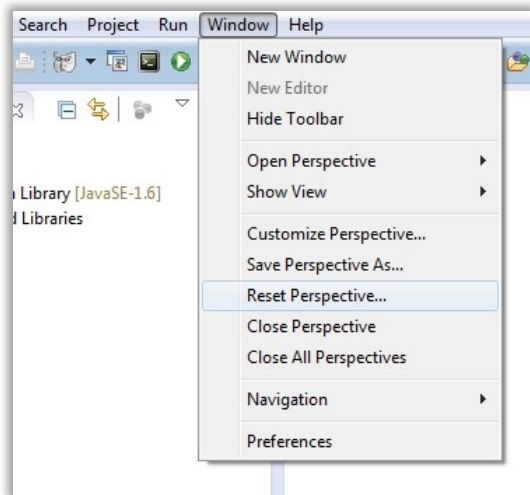 Search Project Run Window Help
New Window
New Editor
Hide Toolbar
Open Perspective
Show View
Library [JavaSE-1.6]
Libraries
Customize Perspective...
Save Perspective As...
Reset Perspective...
Close Perspective
Close All Perspectives
Navigation
Preferences